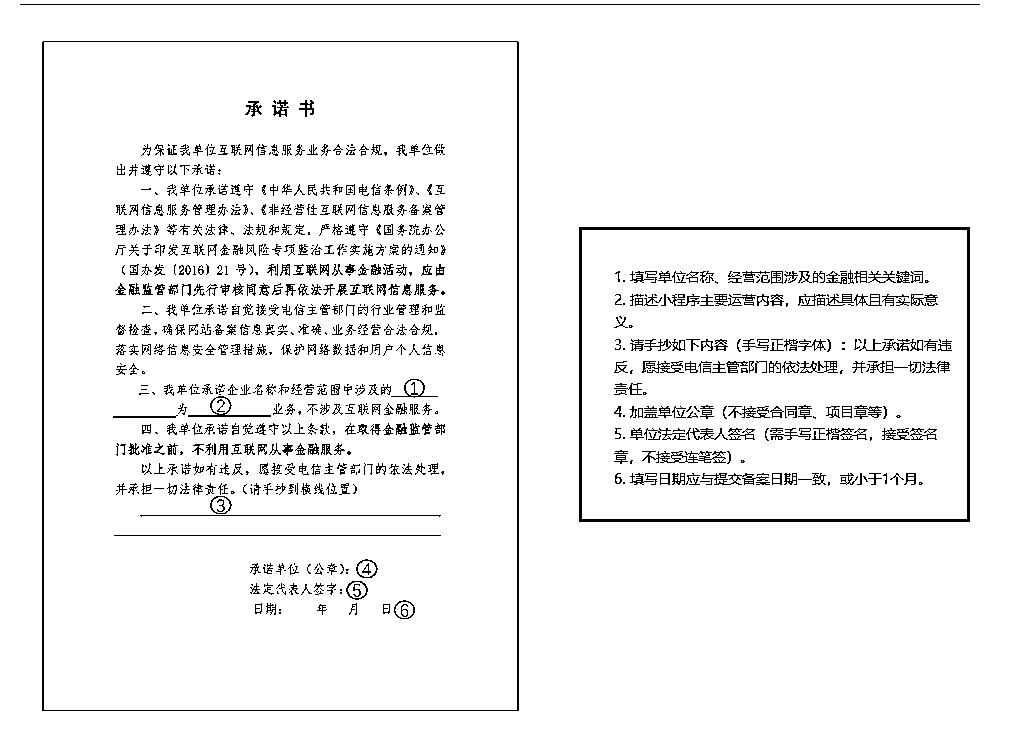 承 诺 书
为保证我单位互联网信息服务业务合法合规，我单位做
出并遵守以下承诺：
一、我单位承诺遵守《中华人民共和国电信条例》、《互
联网信息服务管理办法》、《非经营性互联网信息服务备案管
理办法》等有关法律、法规和规定，严格遵守《国务院办公
厅关于印发互联网金融风险专项整治工作实施方案的通知》
（国办发〔2016〕21 号），利用互联网从事金融活动，应由
金融监管部门先行审核同意后再依法开展互联网信息服务。
二、我单位承诺自觉接受电信主管部门的行业管理和监
督检查，确保网站备案信息真实、准确、业务经营合法合规，
落实网络信息安全管理措施，保护网络数据和用户个人信息
安全。
三、我单位承诺企业名称和经营范围中涉及的 ①
为 ② 业务，不涉及互联网金融服务。
四、我单位承诺自觉遵守以上条款，在取得金融监管部
门批准之前，不利用互联网从事金融服务。
以上承诺如有违反，愿接受电信主管部门的依法处理，
并承担一切法律责任。（请手抄到横线位置）
③
承诺单位（公章）：④
法定代表人签字：⑤
日期： 年 月 日⑥
1. 填写单位名称、经营范围涉及的金融相关关键词。
2. 描述小程序主要运营内容，应描述具体且有实际意
义。
3. 请手抄如下内容（手写正楷字体）：以上承诺如有违
反，愿接受电信主管部门的依法处理，并承担一切法律
责任。
4. 加盖单位公章（不接受合同章、项目章等）。
5. 单位法定代表人签名（需手写正楷签名，接受签名
章，不接受连笔签）。
6. 填写日期应与提交备案日期一致，或小于1个月。